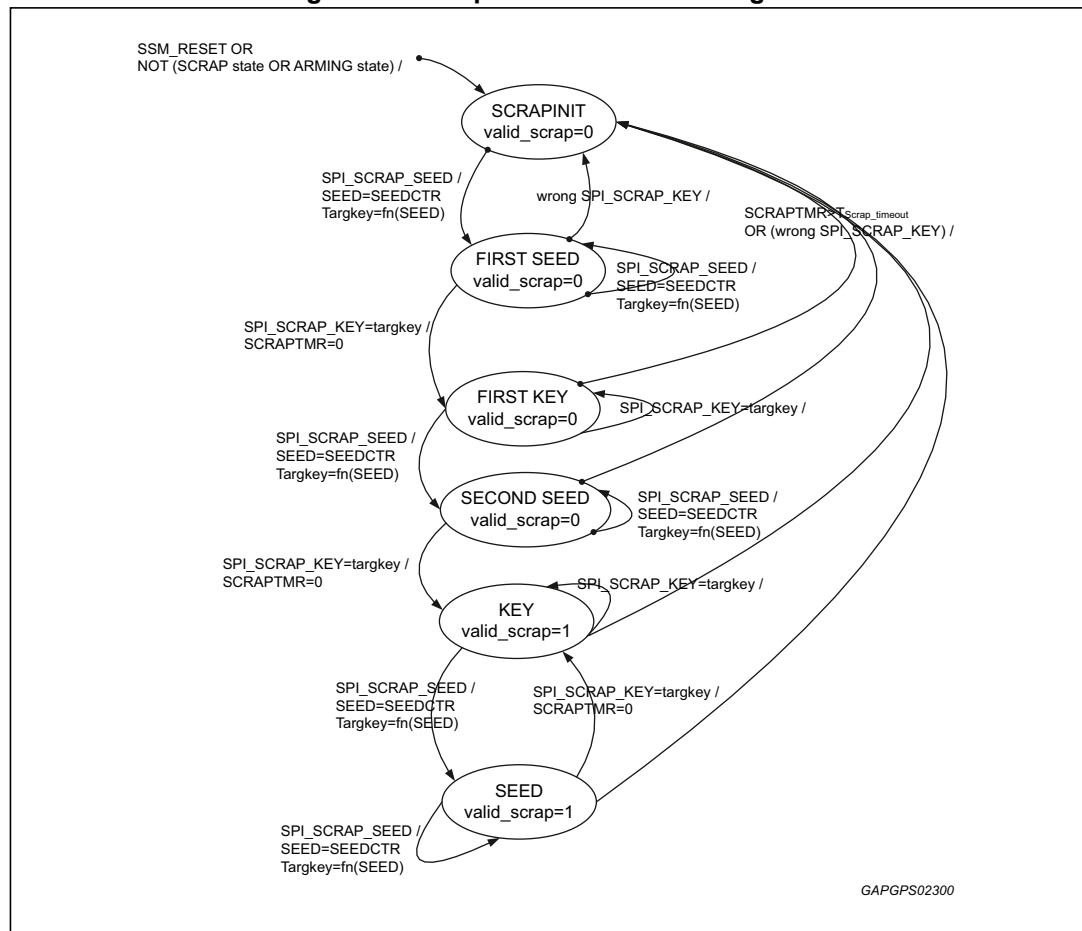 SSM_RESET OR
NOT (SCRAP state OR ARMING state) /
SCRAPINIT
valid_scrap=0
SPI_SCRAP_SEED /
SEED=SEEDCTR
Targkey=fn(SEED)
wrong SPI_SCRAP_KEY /
SCRAPTMR>TScrap_timeout
OR (wrong SPI_SCRAP_KEY) /
FIRST SEED
valid_scrap=0
SPI_SCRAP_SEED /
SEED=SEEDCTR
Targkey=fn(SEED)
SPI_SCRAP_KEY=targkey /
SCRAPTMR=0
FIRST KEY
valid_scrap=0
SPI_SCRAP_KEY=targkey /
SPI_SCRAP_SEED /
SEED=SEEDCTR
Targkey=fn(SEED)
SECOND SEED
valid_scrap=0
SPI_SCRAP_SEED /
SEED=SEEDCTR
Targkey=fn(SEED)
SPI_SCRAP_KEY=targkey /
SCRAPTMR=0
KEY
valid_scrap=1
SPI_SCRAP_KEY=targkey /
SPI_SCRAP_SEED /
SEED=SEEDCTR
Targkey=fn(SEED)
SPI_SCRAP_KEY=targkey /
SCRAPTMR=0
SEED
valid_scrap=1
SPI_SCRAP_SEED /
SEED=SEEDCTR
Targkey=fn(SEED)
GAPGPS02300